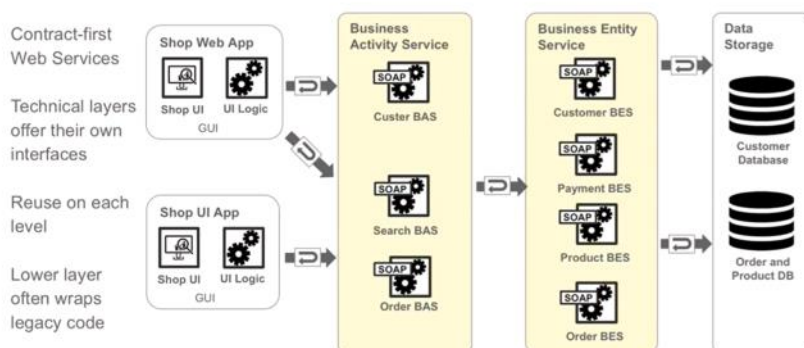 Contract-first
Web Services
Technical layers
offer their own
interfaces
Reuse on each
level
Lower layer
often wraps
legacy code
Shop Web App
Shop UI
UI Logic
GUI
Shop UI App
Shop UI
UI Logic
GUI
Business
Activity Service
SOAP
Custer BAS
SOAP
Search BAS
SOAP
Order BAS
Business Entity
Service
SOAP
Customer BES
SOAP
Payment BES
SOAP
Product BES
SOAP
Order BES
Data
Storage
Customer
Database
Order and
Product DB